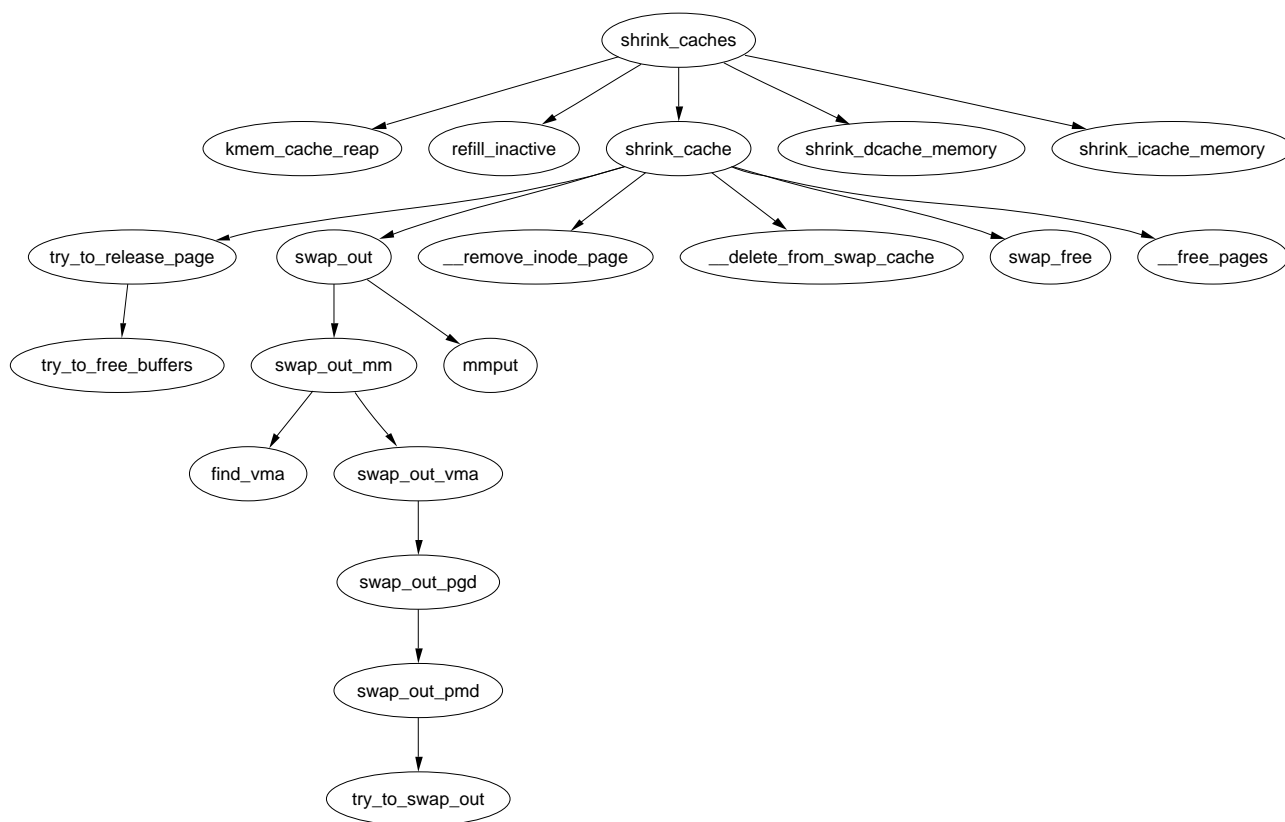 shrink_caches
kmem_cache_reap
refill_inactive
shrink_cache
shrink_dcache_memory
shrink_icache_memory
try_to_release_page
swap_out
__remove_inode_page
__delete_from_swap_cache
swap_free
__free_pages
try_to_free_buffers
swap_out_mm
mmput
find_vma
swap_out_vma
swap_out_pgd
swap_out_pmd
try_to_swap_out